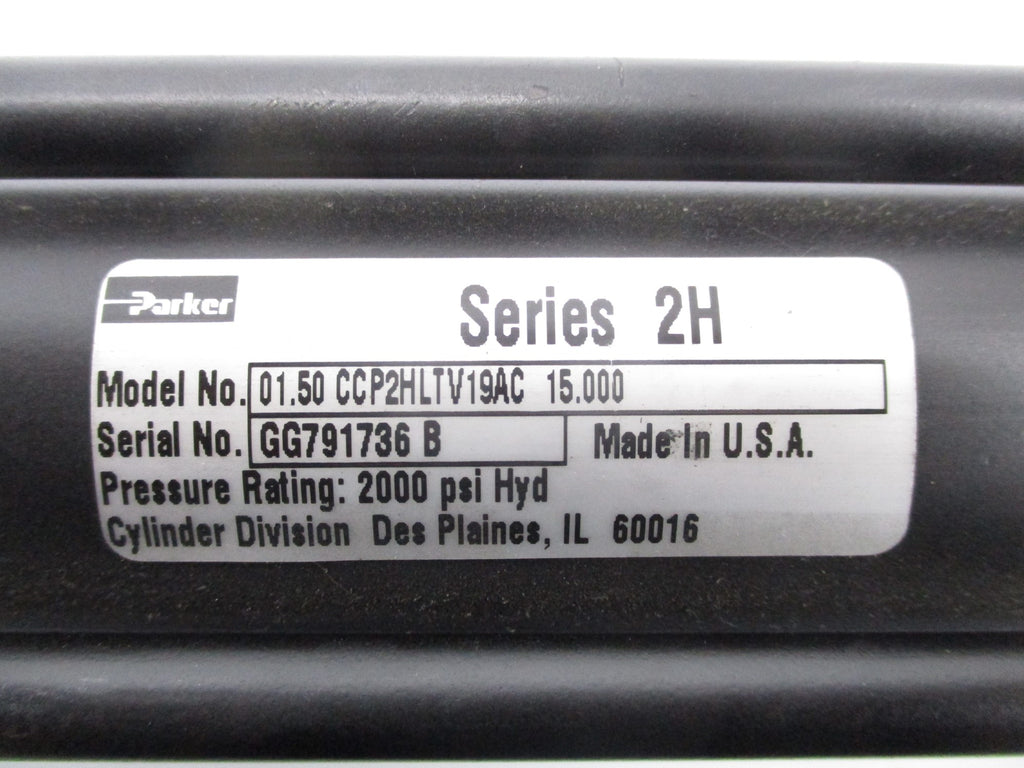 Parker
Series 2H
Model No. 01.50 CCP2HLTV19AC 15.000
Serial No. GG791736 B Made In U.S.A.
Pressure Rating: 2000 psi Hyd
Cylinder Division Des Plaines, IL 60016